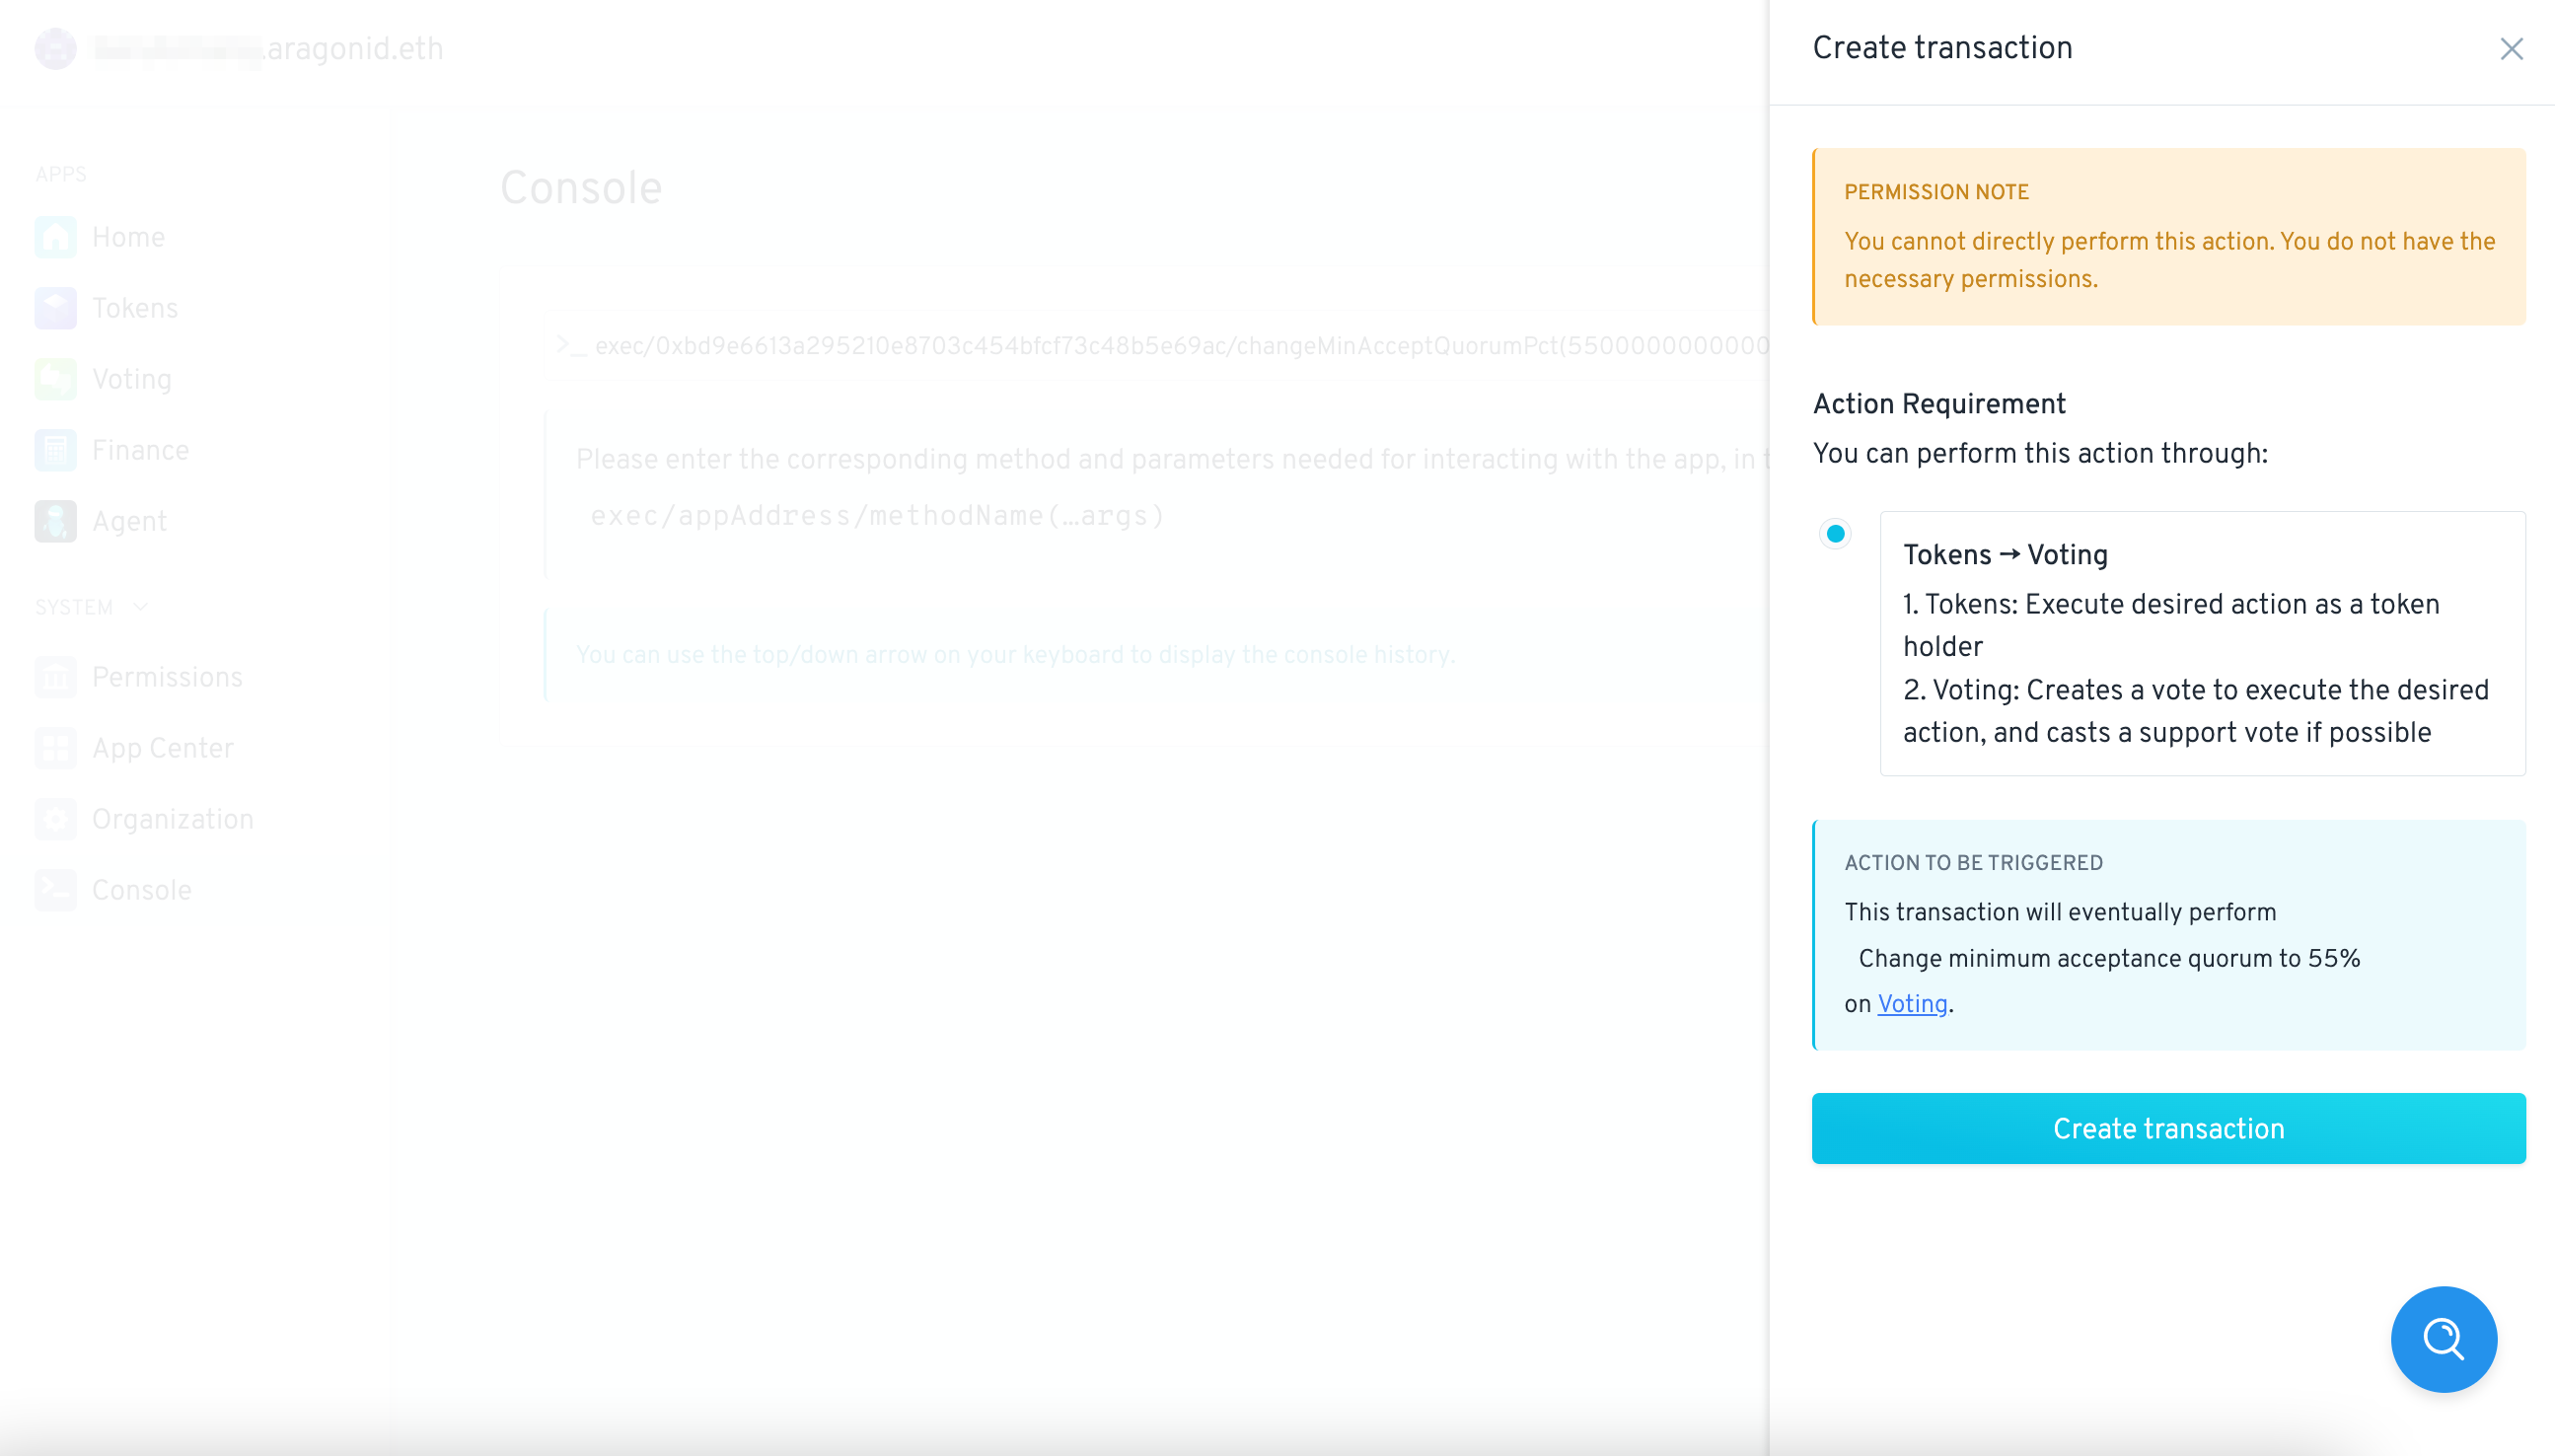 .aragonid.eth
APPS
Home
Tokens
Voting
Finance
Agent
SYSTEM
Permissions
App Center
Organization
Console
Console
>_ exec/0xbd9e6613a295210e8703c454bfcf73c48b5e69ac/changeMinAcceptQuorumPct(5500000000000
Please enter the corresponding method and parameters needed for interacting with the app, in t
exec/appAddress/methodName(…args)
You can use the top/down arrow on your keyboard to display the console history.
Create transaction
PERMISSION NOTE
You cannot directly perform this action. You do not have the
necessary permissions.
Action Requirement
You can perform this action through:
Tokens → Voting
1. Tokens: Execute desired action as a token
holder
2. Voting: Creates a vote to execute the desired
action, and casts a support vote if possible
ACTION TO BE TRIGGERED
This transaction will eventually perform
Change minimum acceptance quorum to 55%
on Voting.
Create transaction